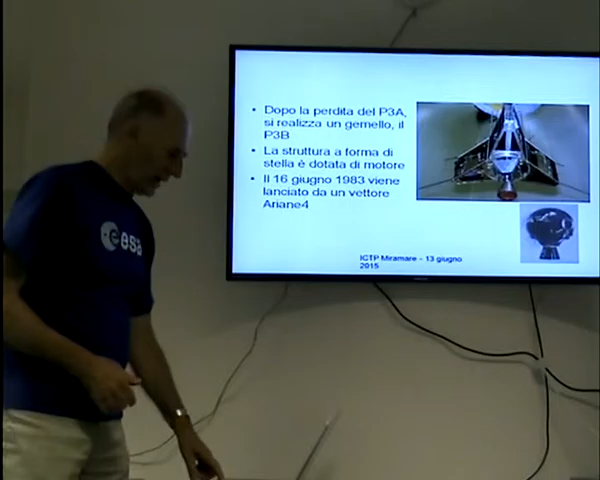 • Dopo la perdita del P3A,
si realizza un gemello, il
P3B
• La struttura a forma di
stella è dotata di motore
• Il 16 giugno 1983 viene
lanciato da un vettore
Ariane4
ICTP Miramare – 13 giugno
2015
esa